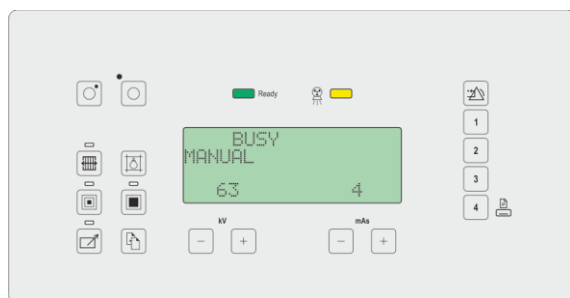 Ready
BUSY
MANUAL
63 4
kV mAs
- + - +
1
2
3
4